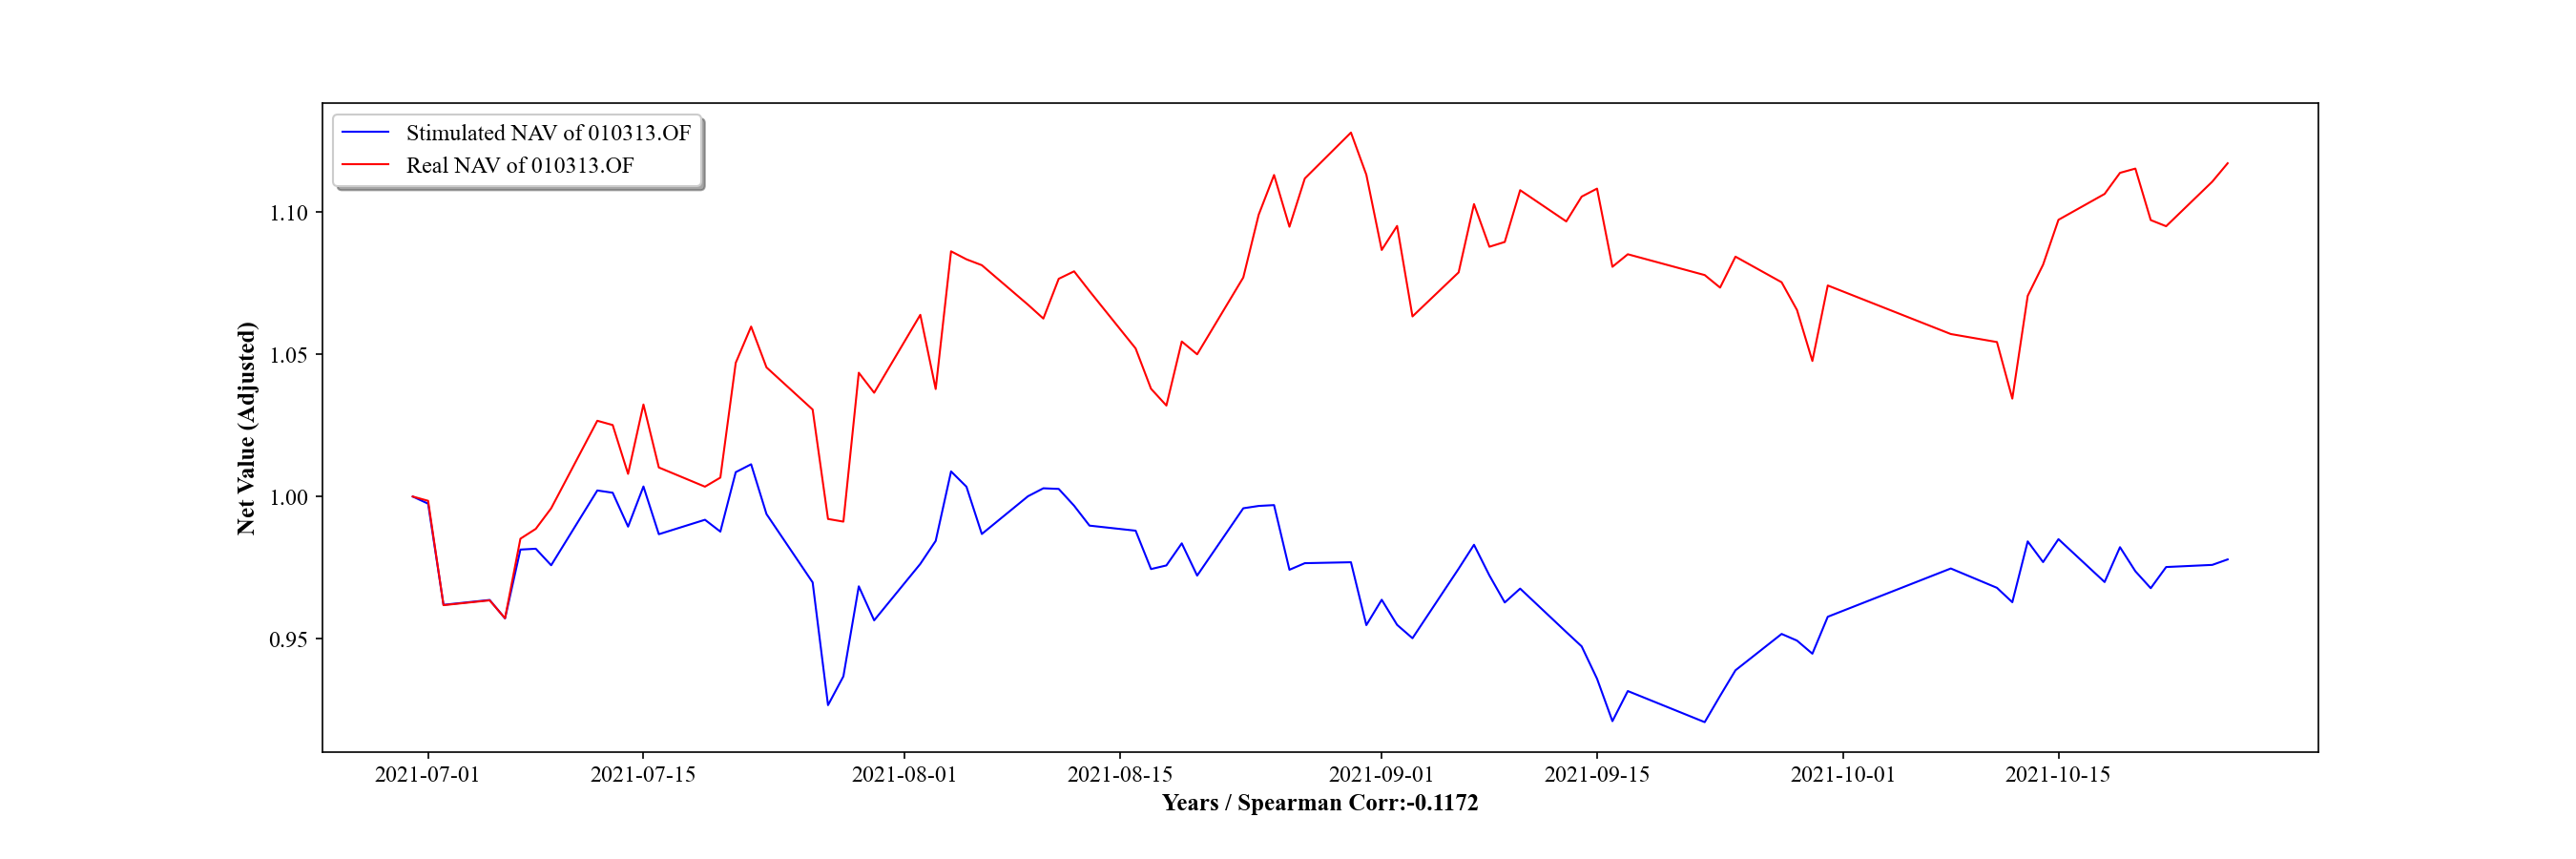 Stimulated NAV of 010313.OF
Real NAV of 010313.OF
Net Value (Adjusted)
1.10
1.05
1.00
0.95
2021-07-01 2021-07-15 2021-08-01 2021-08-15 2021-09-01 2021-09-15 2021-10-01 2021-10-15
Years / Spearman Corr:-0.1172